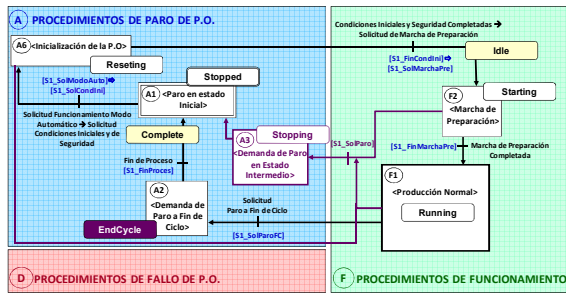 A PROCEDIMIENTOS DE PARO DE P.O.
PROCEDIMIENTOS DE FUNCIONAMIENTO
Condiciones Iniciales y Seguridad Completadas →
Solicitud de Marcha de Preparación
A6 <Inicialización de la P.O>
Reseting
Idle
[S1_FinCondIni]⇒
[S1_SolMarchaPre]
[S1_SolModoAuto]⇒
[S1_SolCondIni]
Stopped
A1 <Paro en estado
Inicial>
Starting
F2
<Marcha de
Preparación>
Solicitud Funcionamiento Modo
Automático → Solicitud
Condiciones Iniciales y de
Seguridad
Complete
Stopping
A3
<Demanda de Paro
en Estado
Intermedio>
[S1_SolParo]
[S1_FinMarchaPre]
Marcha de Preparación
Completada
Fin de Proceso
[S1_FinProces]
F1
<Producción Normal>
Running
A2
<Demanda de
Paro a Fin de
Ciclo>
EndCycle
Solicitud
Paro a Fin de Ciclo
[S1_SolParoFC]
D PROCEDIMIENTOS DE FALLO DE P.O.
F PROCEDIMIENTOS DE FUNCIONAMIENTO